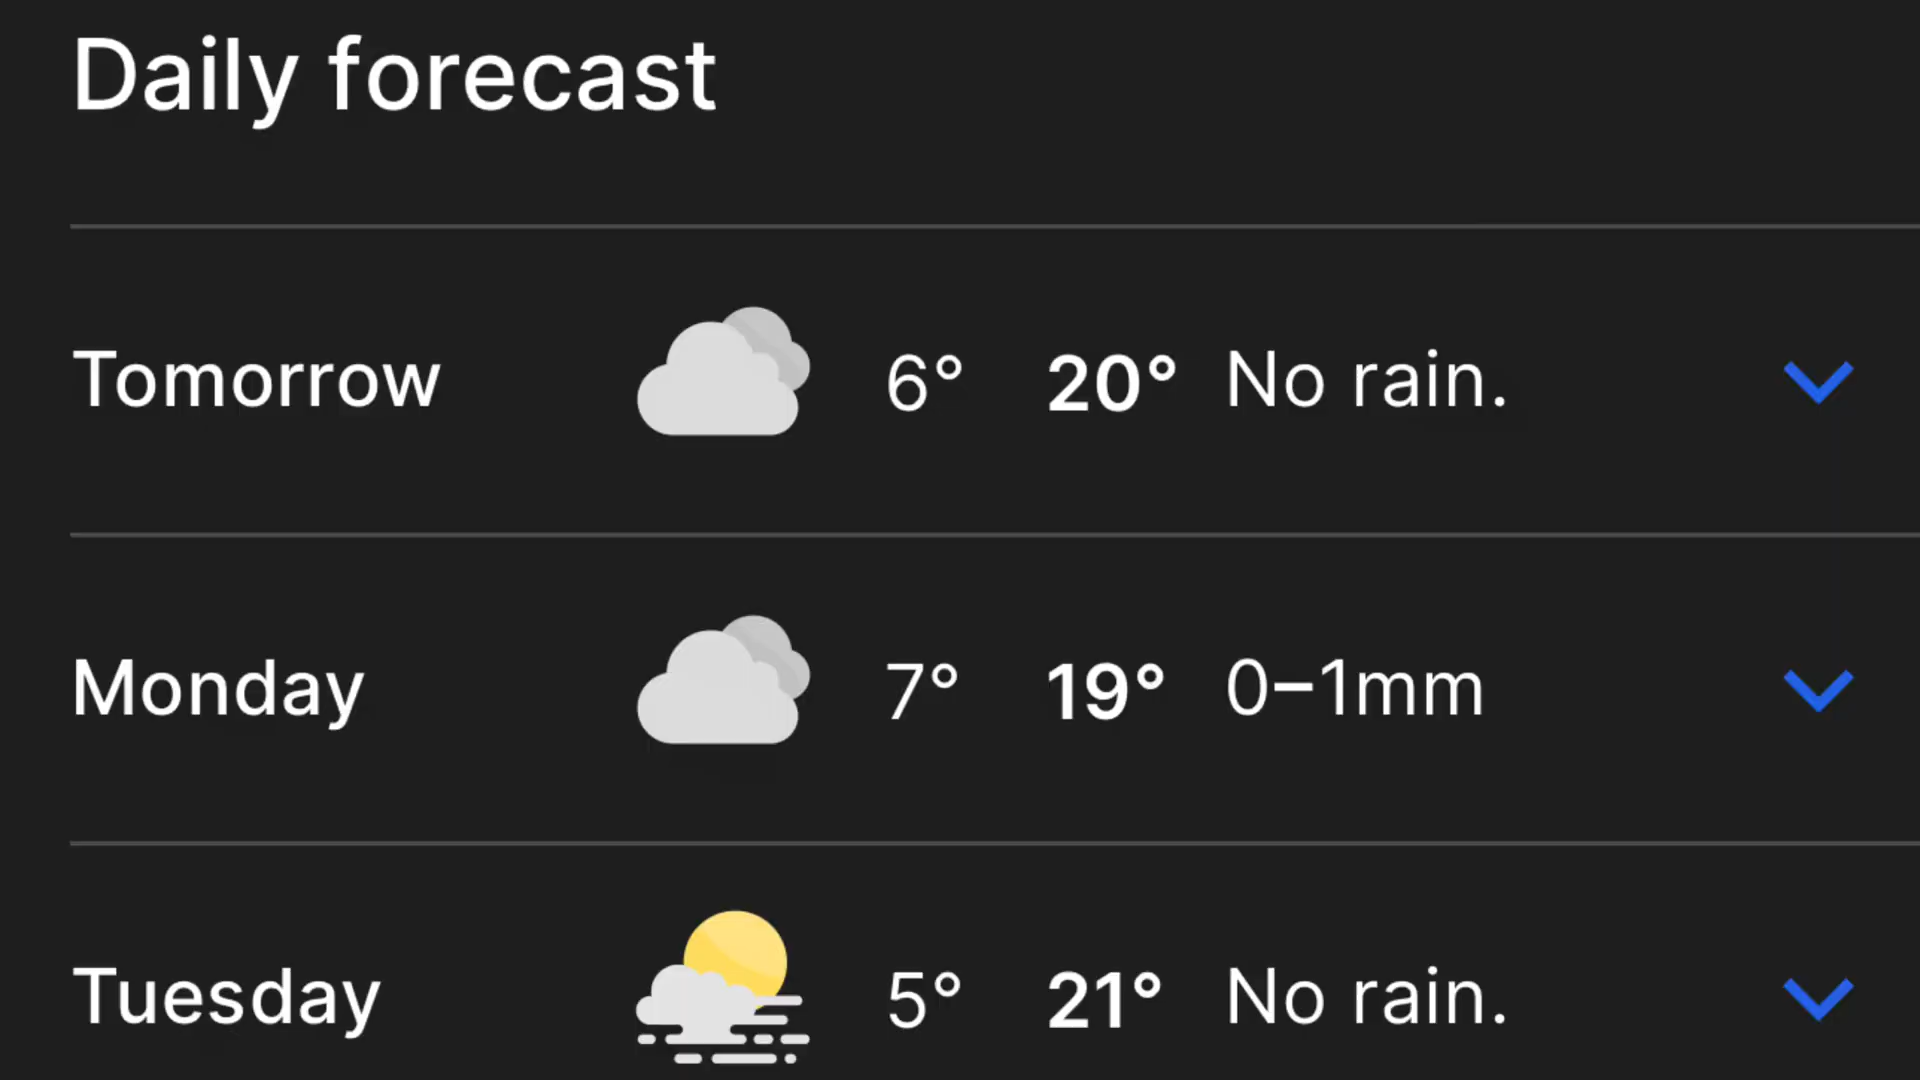 Daily forecast
Tomorrow 6° 20° No rain.
Monday 7° 19° 0–1mm
Tuesday 5° 21° No rain.